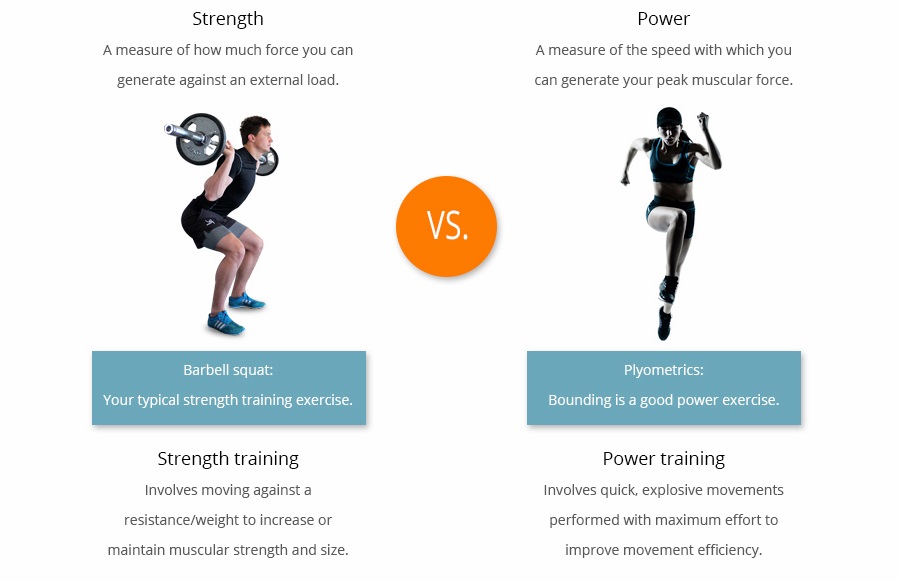 Strength
A measure of how much force you can
generate against an external load.
Power
A measure of the speed with which you
can generate your peak muscular force.
VS.
Barbell squat:
Your typical strength training exercise.
Plyometrics:
Bounding is a good power exercise.
Strength training
Involves moving against a
resistance/weight to increase or
maintain muscular strength and size.
Power training
Involves quick, explosive movements
performed with maximum effort to
improve movement efficiency.